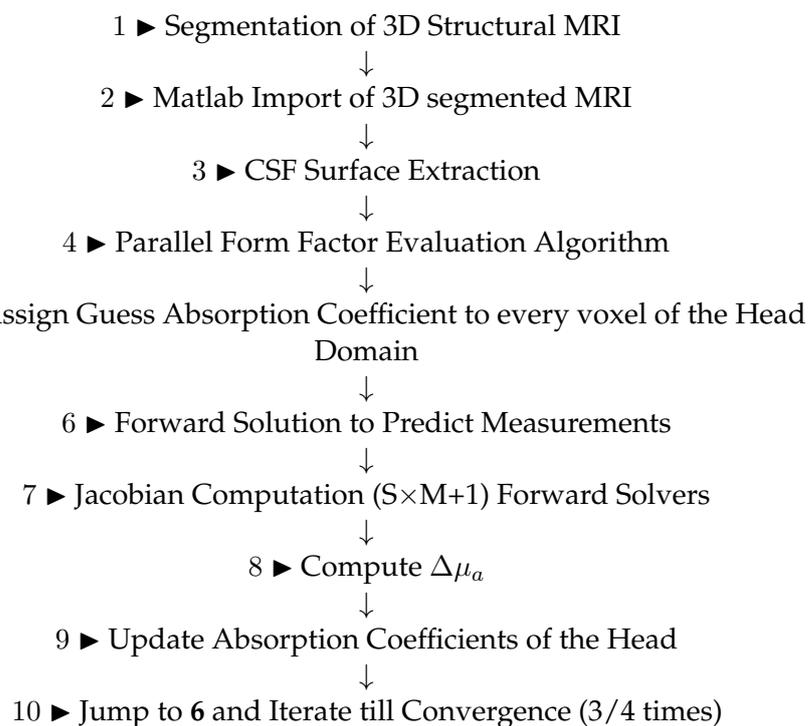 1 ▶ Segmentation of 3D Structural MRI
↓
2 ▶ Matlab Import of 3D segmented MRI
↓
3 ▶ CSF Surface Extraction
↓
4 ▶ Parallel Form Factor Evaluation Algorithm
↓
Guess Absorption Coefficient to every voxel of the Head
Domain
↓
6 ▶ Forward Solution to Predict Measurements
↓
7 ▶ Jacobian Computation (S×M+1) Forward Solvers
↓
8 ▶ Compute Δμₐ
↓
9 ▶ Update Absorption Coefficients of the Head
↓
10 ▶ Jump to 6 and Iterate till Convergence (3/4 times)